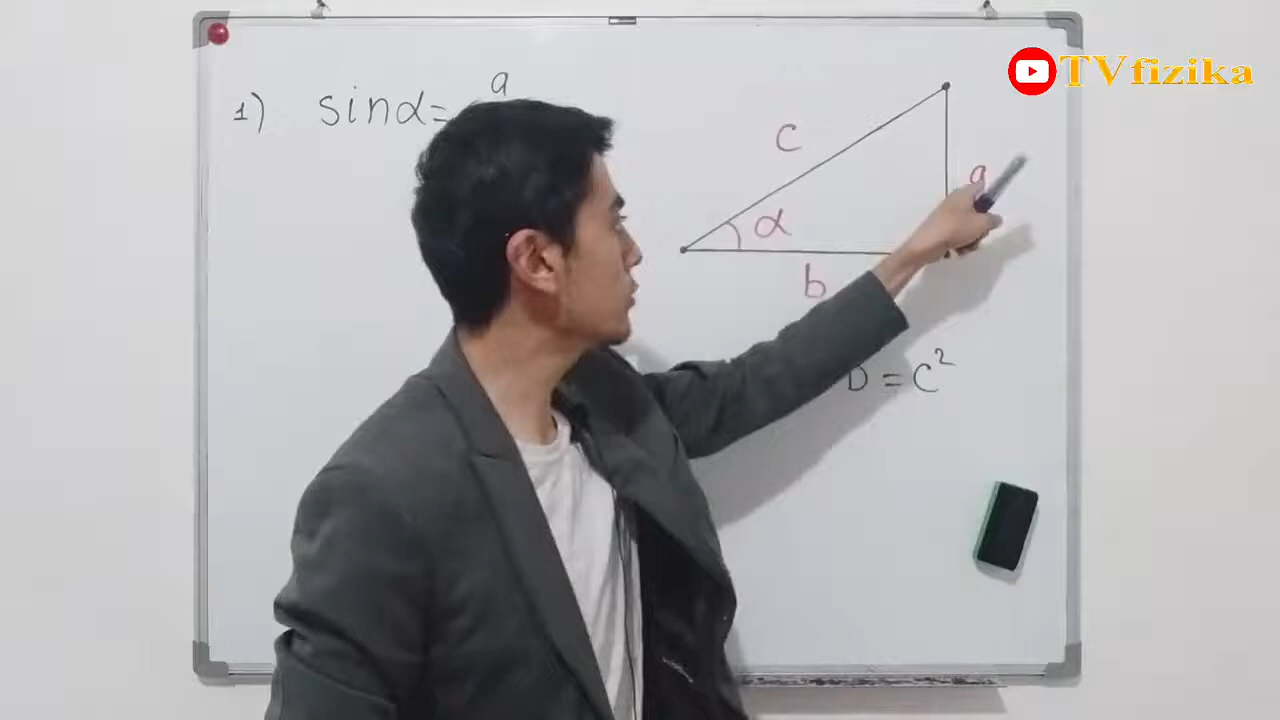 TVfizika
1) sinα= a
c
a
α
b
= c²